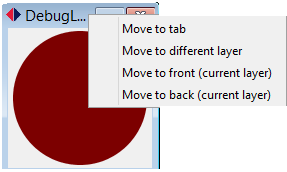 DebugL...
Move to tab
Move to different layer
Move to front (current layer)
Move to back (current layer)